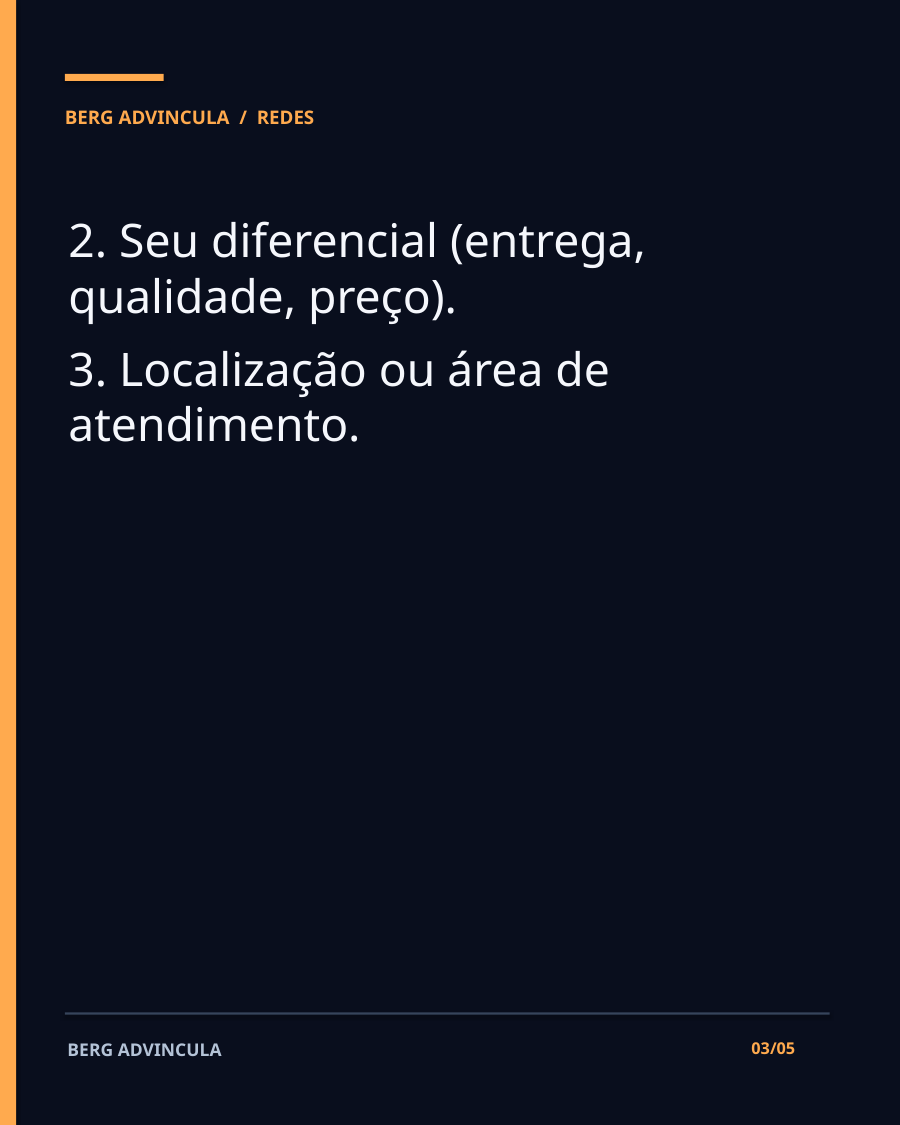 BERG ADVINCULA / REDES
2. Seu diferencial (entrega,
qualidade, preço).
3. Localização ou área de
atendimento.
BERG ADVINCULA
03/05